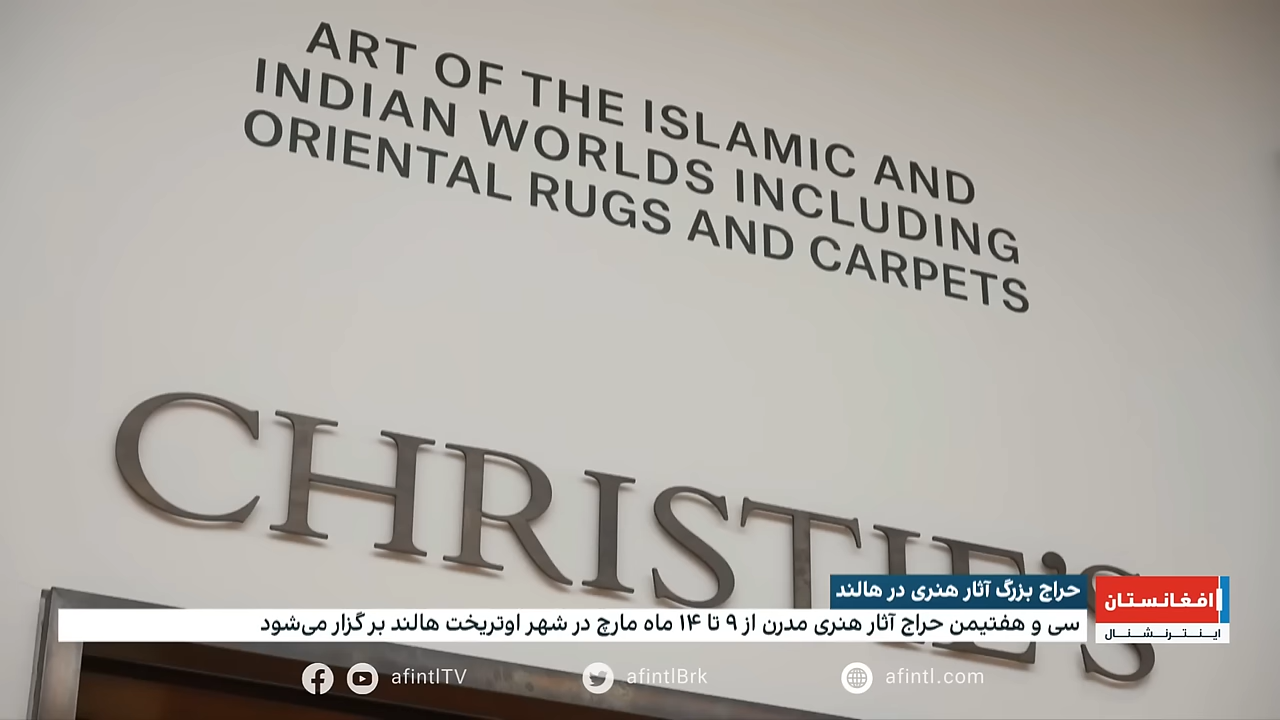 ART OF THE ISLAMIC AND
INDIAN WORLDS INCLUDING
ORIENTAL RUGS AND CARPETS
CHRISTIE'S
حراج بزرگ آثار هنری در هالند
سی و هفتیمن حراج آثار هنری مدرن از ۹ تا ۱۴ ماه مارچ در شهر اوتریخت هالند برگزار می‌شود
افغانستان
اینترنشنال
afintlTV
afintlBrk
afintl.com